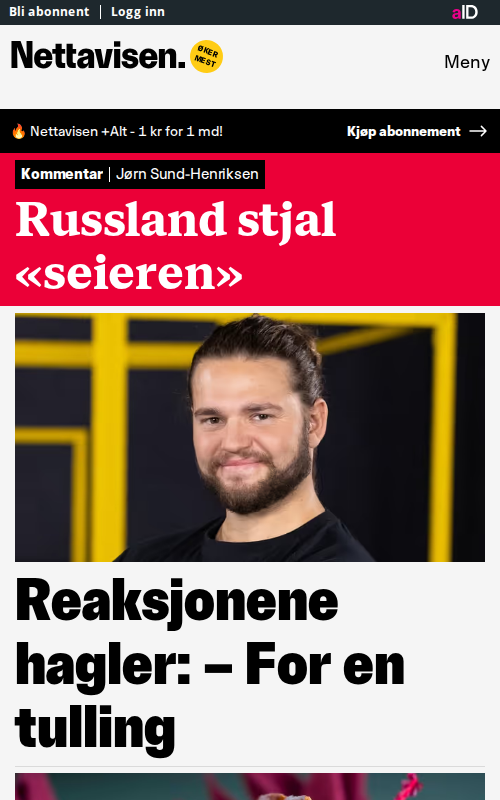 Bli abonnent | Logg inn
aID
Nettavisen.
ØKER
MEST
Meny
🔥 Nettavisen +Alt - 1 kr for 1 md!
Kjøp abonnement →
Kommentar | Jørn Sund-Henriksen
Russland stjal
«seieren»
Reaksjonene
hagler: – For en
tulling